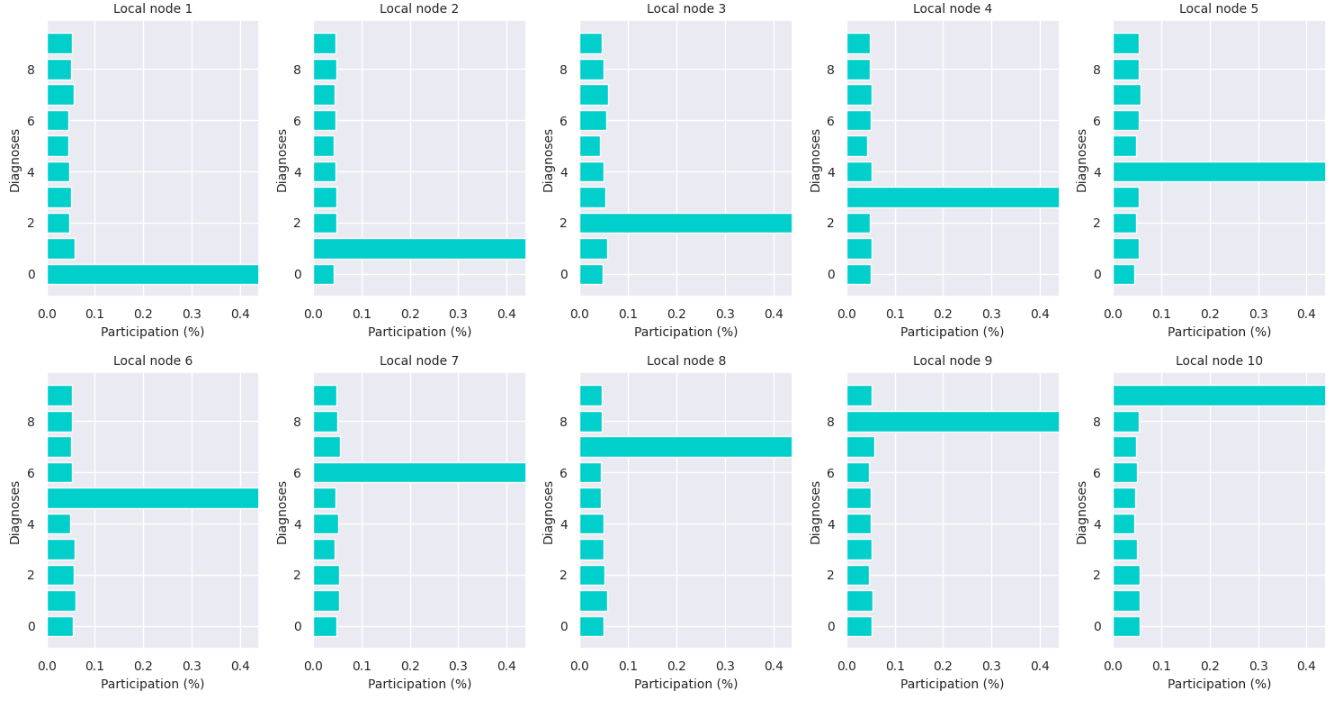 Local node 1
Local node 2
Local node 3
Local node 4
Local node 5
Diagnoses
8
6
4
2
0
0.0 0.1 0.2 0.3 0.4
Participation (%)
Diagnoses
8
6
4
2
0
0.0 0.1 0.2 0.3 0.4
Participation (%)
Diagnoses
8
6
4
2
0
0.0 0.1 0.2 0.3 0.4
Participation (%)
Diagnoses
8
6
4
2
0
0.0 0.1 0.2 0.3 0.4
Participation (%)
Diagnoses
8
6
4
2
0
0.0 0.1 0.2 0.3 0.4
Participation (%)
Local node 6
Local node 7
Local node 8
Local node 9
Local node 10
Diagnoses
8
6
4
2
0
0.0 0.1 0.2 0.3 0.4
Participation (%)
Diagnoses
8
6
4
2
0
0.0 0.1 0.2 0.3 0.4
Participation (%)
Diagnoses
8
6
4
2
0
0.0 0.1 0.2 0.3 0.4
Participation (%)
Diagnoses
8
6
4
2
0
0.0 0.1 0.2 0.3 0.4
Participation (%)
Diagnoses
8
6
4
2
0
0.0 0.1 0.2 0.3 0.4
Participation (%)